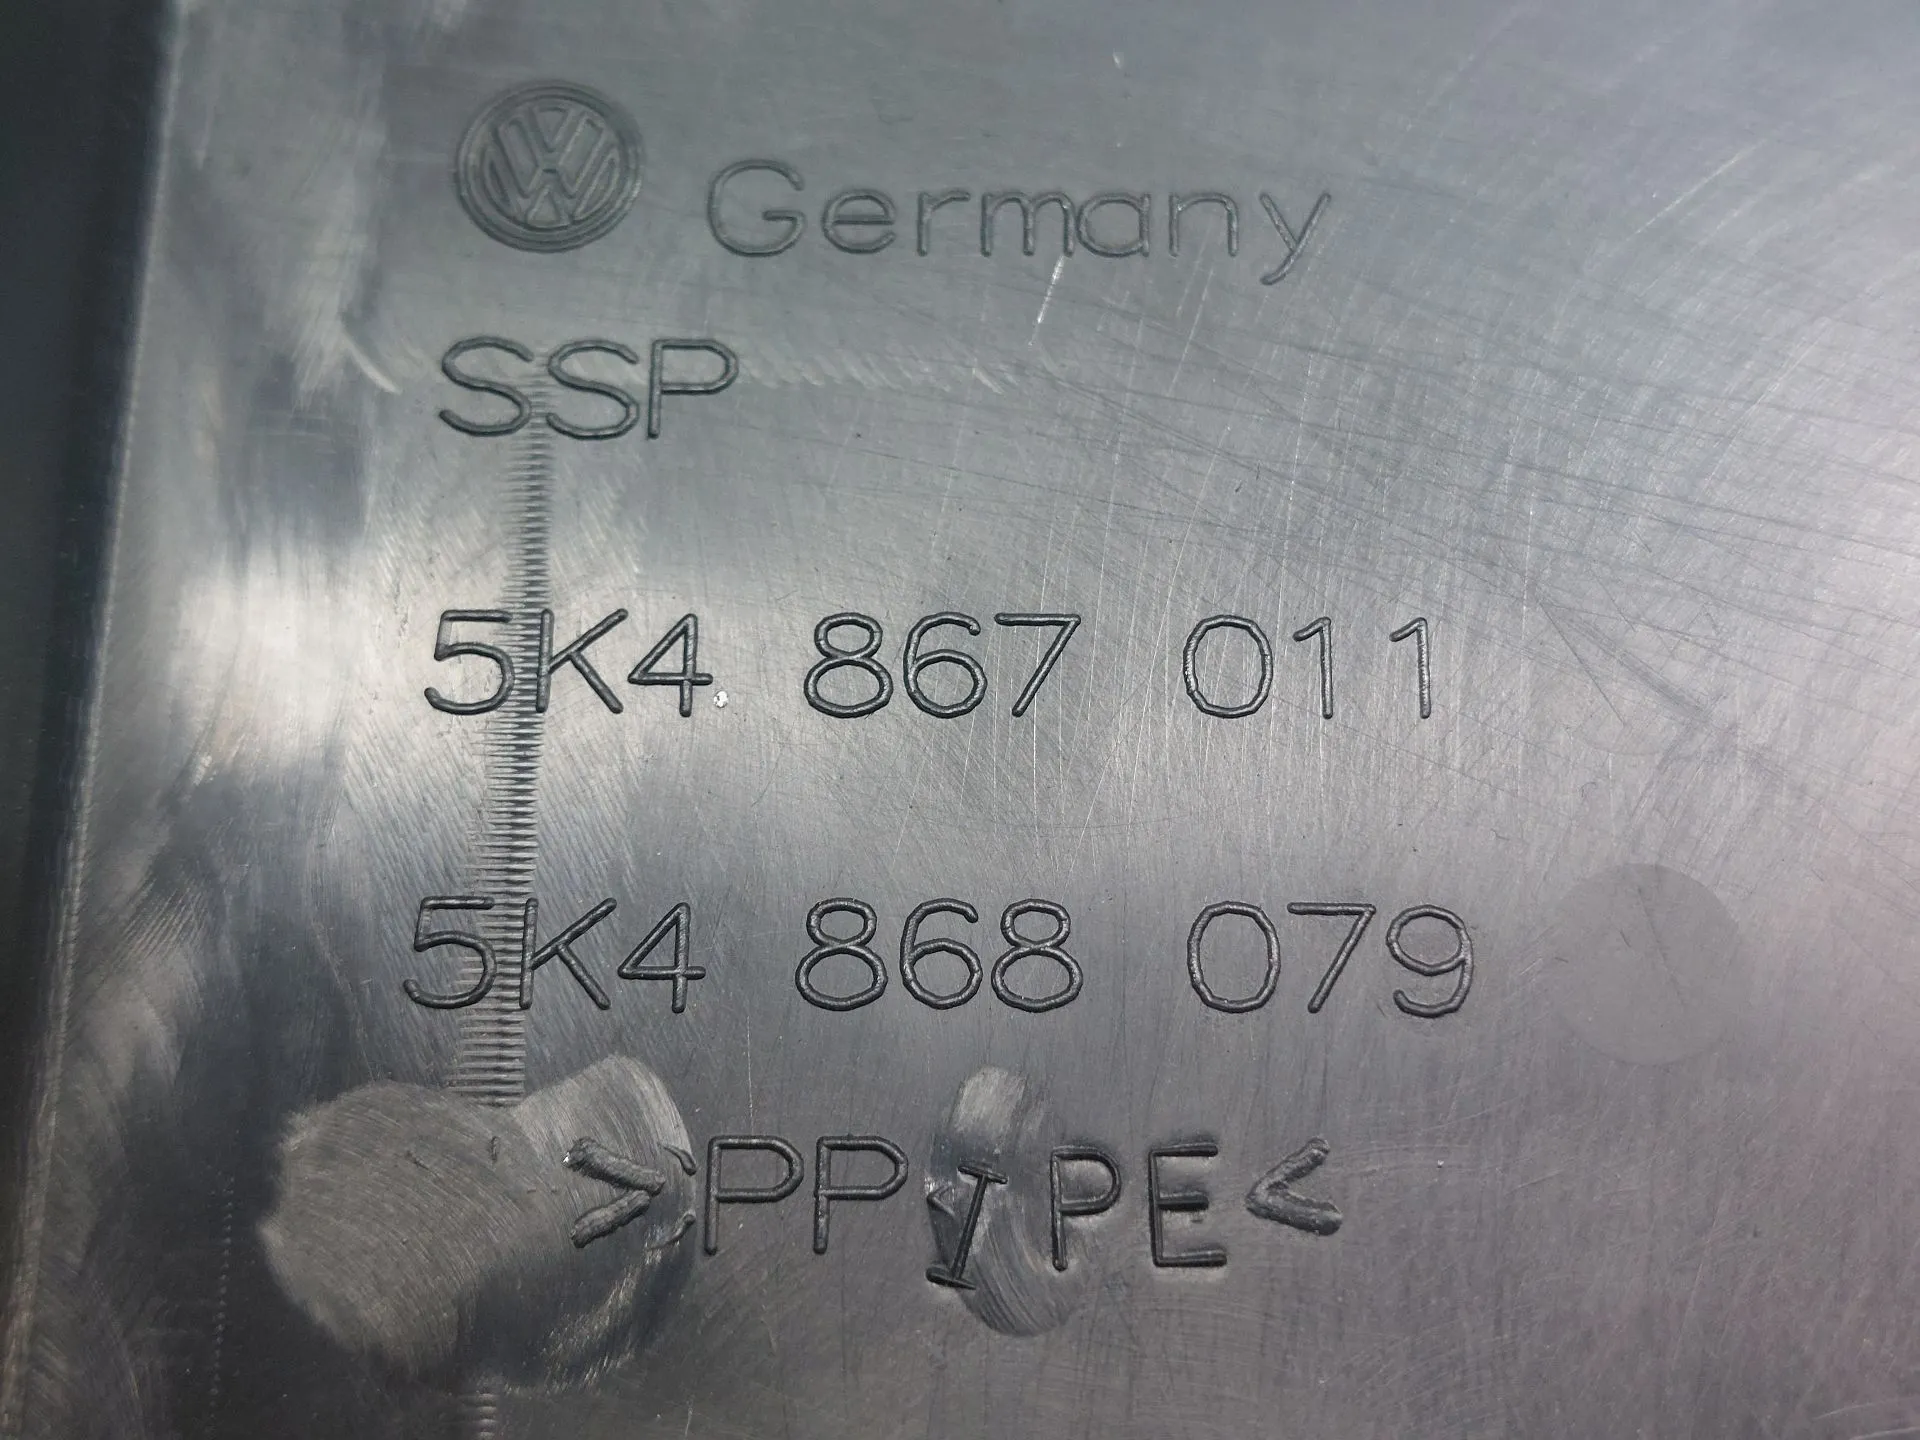 Germany
SSP
5K4 867 011
5K4 868 079
>PP I PE<